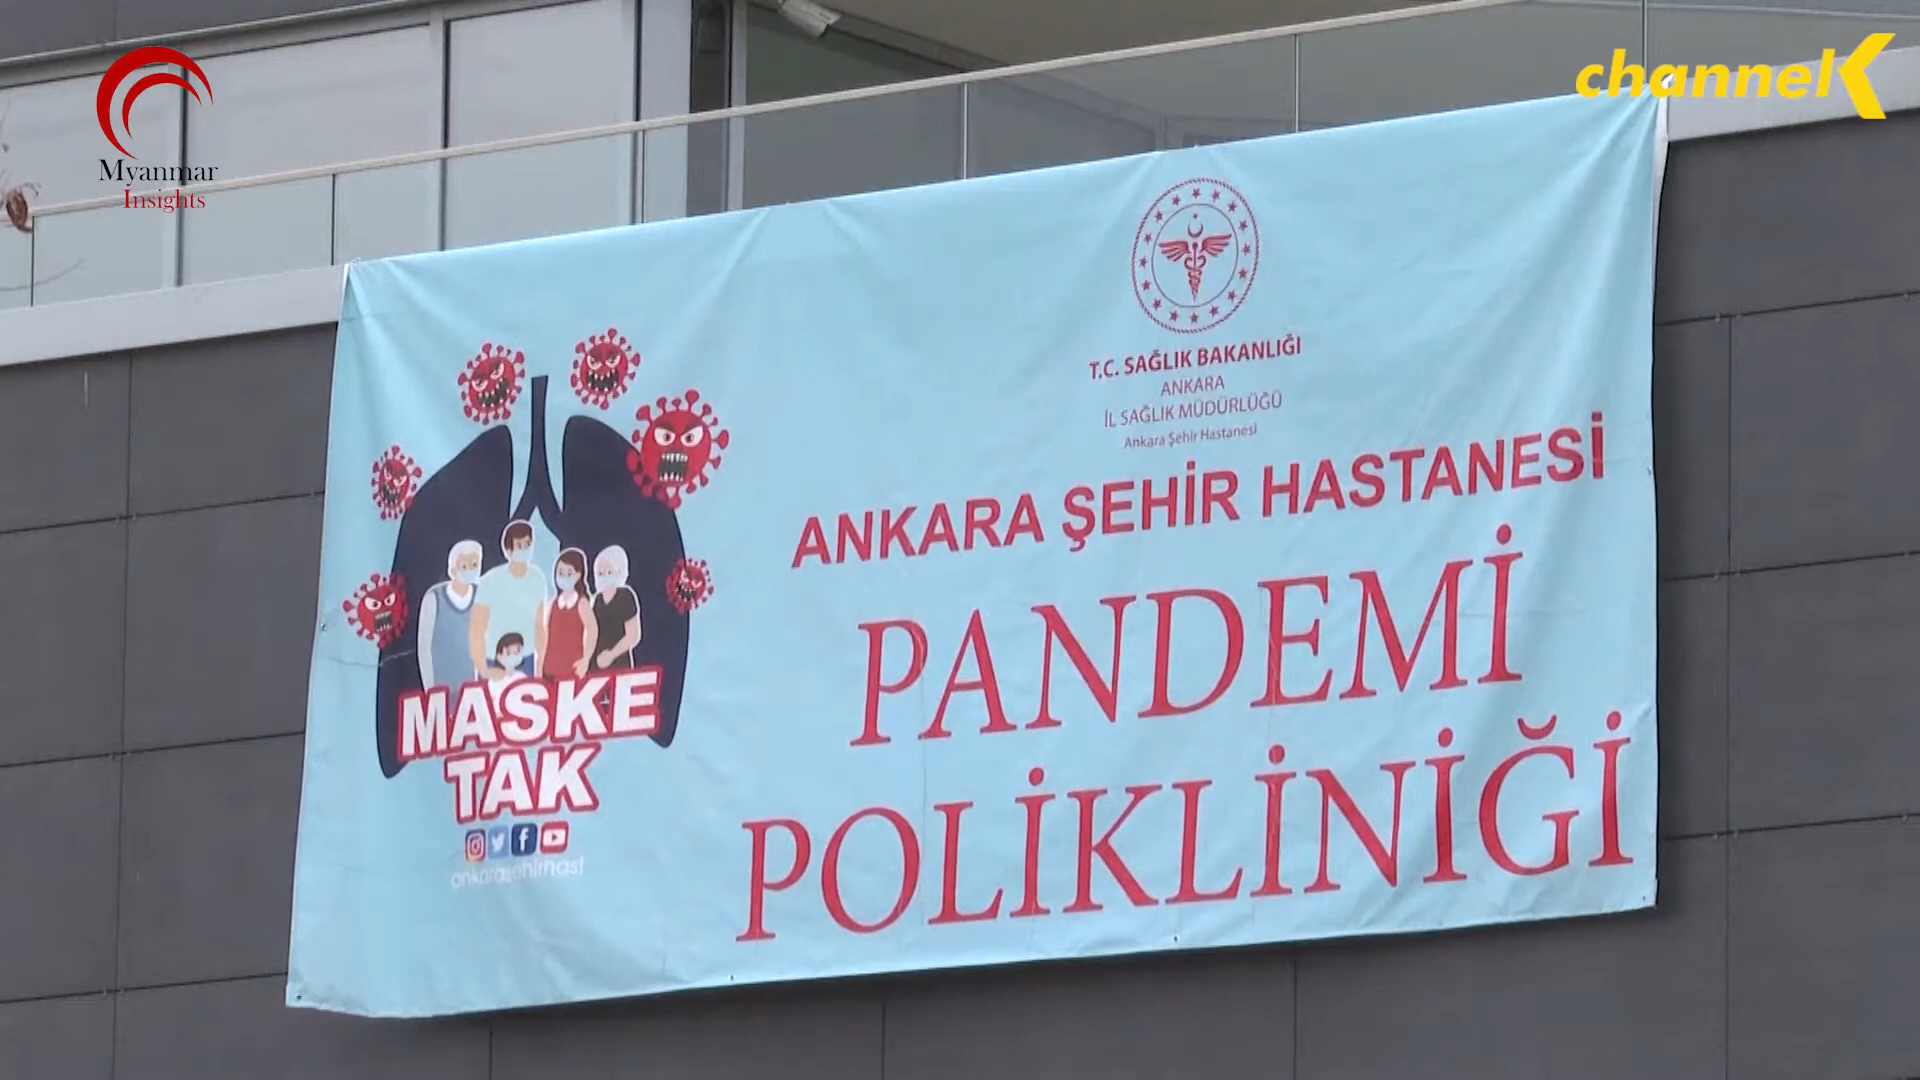 Myanmar
Insights
channelK
T.C. SAĞLIK BAKANLIĞI
ANKARA
İL SAĞLIK MÜDÜRLÜĞÜ
Ankara Şehir Hastanesi
ANKARA ŞEHİR HASTANESİ
PANDEMİ
POLİKLİNİĞİ
MASKE
TAK
ankarasehirhast